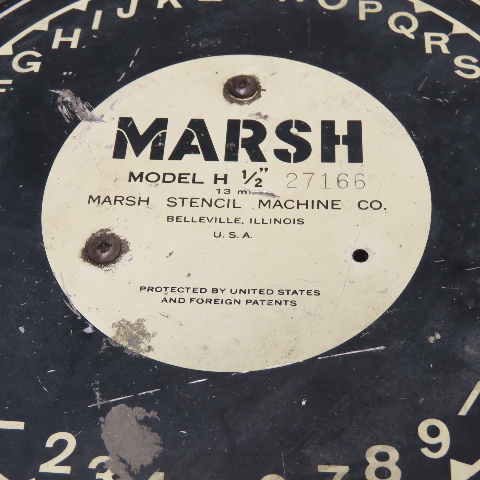 F G H I J K O P Q R S
MARSH
MODEL H 1/2" 27166
13 m
MARSH STENCIL MACHINE CO.
BELLEVILLE, ILLINOIS
U.S.A.
PROTECTED BY UNITED STATES
AND FOREIGN PATENTS
2 3 7 8 9